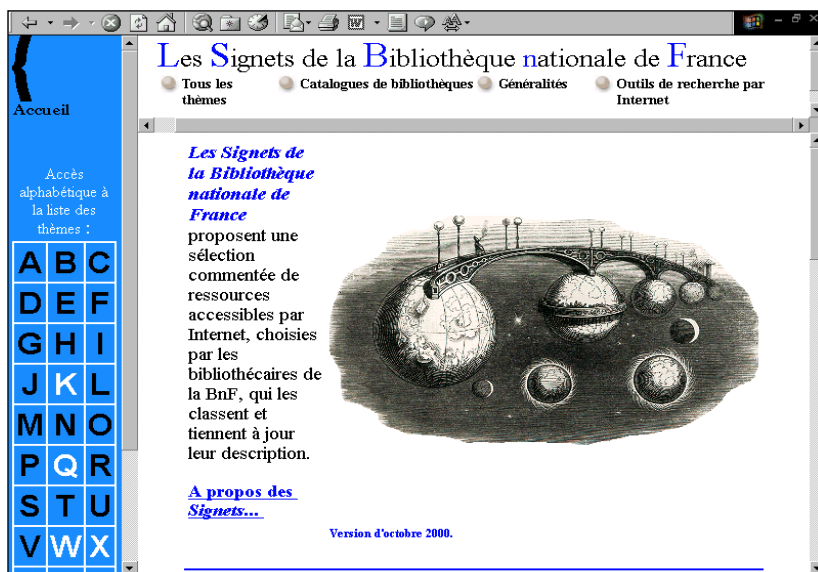 Les Signets de la Bibliothèque nationale de France
Tous les thèmes
Catalogues de bibliothèques
Généralités
Outils de recherche par Internet
Accueil
Accès
alphabétique à
la liste des
thèmes :
A B C
D E F
G H I
J K L
M N O
P Q R
S T U
V W X
Les Signets de
la Bibliothèque
nationale de
France
proposent une
sélection
commentée de
ressources
accessibles par
Internet, choisies
par les
bibliothécaires de
la BnF, qui les
classent et
tiennent à jour
leur description.
A propos des
Signets...
Version d'octobre 2000.